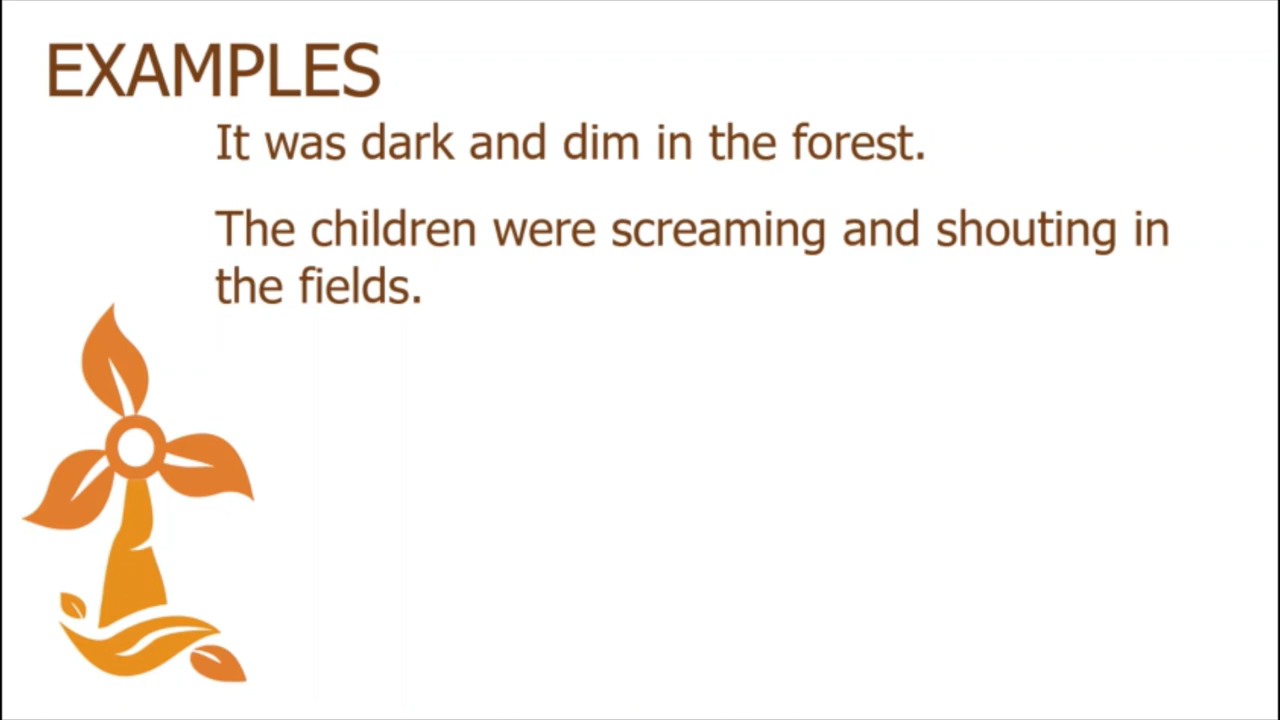 EXAMPLES
It was dark and dim in the forest.
The children were screaming and shouting in
the fields.